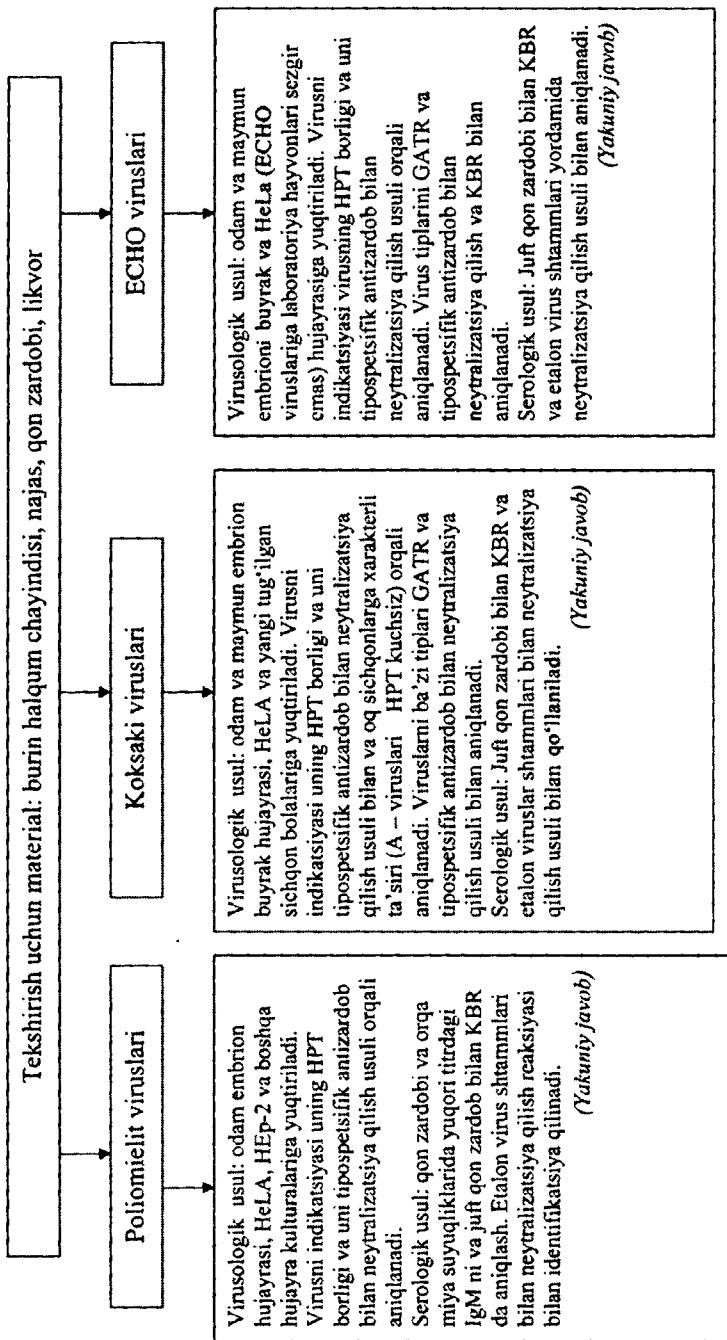 Tekshirish uchun material: burin halqum chayindisi, najas, qon zardobi, likvor
Poliomielit viruslari
Virusologik usul: odam embrion
hujayrasi, HeLA, HEp-2 va boshqa
hujayra kulturalariga yuqtiriladi.
Virusni indikatsiyasi uning HPT
borligi va uni tipospetsifik antizardob
bilan neytralizatsiya qilish usuli orqali
aniqlanadi.
Serologik usul: qon zardobi va orqa
miya suyuqliklarida yuqori titrdagi
IgM ni va juft qon zardob bilan KBR
da aniqlash. Etalon virus shtammlari
bilan neytralizatsiya qilish reaksiyasi
bilan identifikatsiya qilinadi.
(Yakuniy javob)
Koksaki viruslari
Virusologik usul: odam va maymun embrion
buyrak hujayrasi, HeLA va yangi tug‘ilgan
sichqon bolalariga yuqtiriladi. Virusni
indikatsiyasi uning HPT borligi va uni
tipospetsifik antizardob bilan neytralizatsiya
qilish usuli bilan va oq sichqonlarga xarakterli
ta’siri (A – viruslari HPT kuchsiz) orqali
aniqlanadi. Viruslarni ba’zi tiplari GATR va
tipospetsifik antizardob bilan neytralizatsiya
qilish usuli bilan aniqlanadi.
Serologik usul: Juft qon zardobi bilan KBR va
etalon viruslar shtammlari bilan neytralizatsiya
qilish usuli bilan qo‘llaniladi.
(Yakuniy javob)
ECHO viruslari
Virusologik usul: odam va maymun
embrioni buyrak va HeLa (ECHO
viruslariga laboratoriya hayvonlari sezgir
emas) hujayrasiga yuqtiriladi. Virusni
indikatsiyasi virusning HPT borligi va uni
tipospetsifik antizardob bilan
neytralizatsiya qilish usuli orqali
aniqlanadi. Virus tiplarini GATR va
tipospetsifik antizardob bilan
neytralizatsiya qilish va KBR bilan
aniqlanadi.
Serologik usul: Juft qon zardobi bilan KBR
va etalon virus shtammlari yordamida
neytralizatsiya qilish usuli bilan aniqlanadi.
(Yakuniy javob)